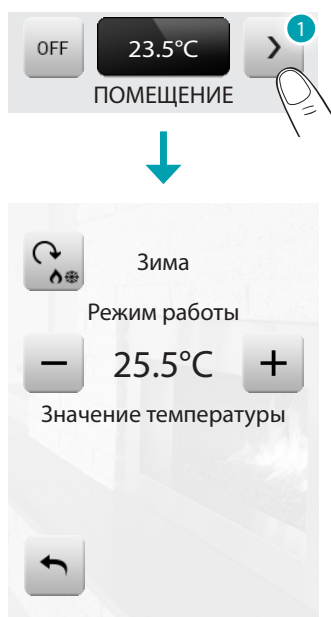 OFF 23.5°C > 1
ПОМЕЩЕНИЕ
Зима
Режим работы
− 25.5°C +
Значение температуры